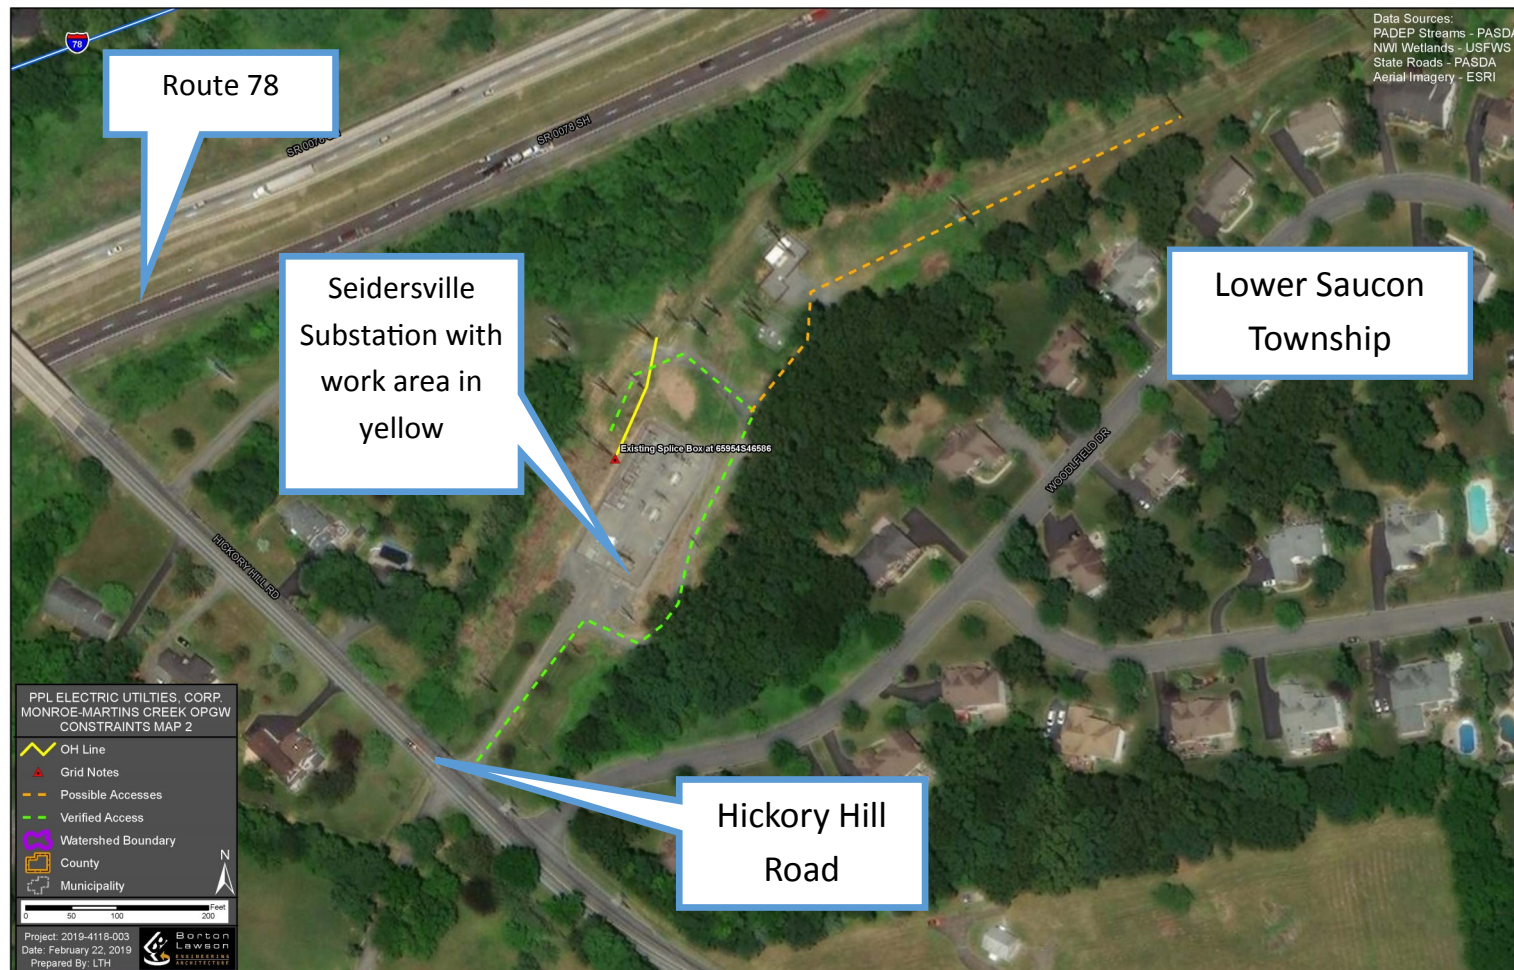 Data Sources:
PADEP Streams - PASDA
NWI Wetlands - USFWS
State Roads - PASDA
Aerial Imagery - ESRI
78
Route 78
SR 0078 SH
SR 0078 SH
Seidersville
Substation with
work area in
yellow
Lower Saucon
Township
Existing Splice Box at 65954S46586
WOODLFIELD DR
HICKORY HILL RD
Hickory Hill
Road
PPL ELECTRIC UTILTIES, CORP.
MONROE-MARTINS CREEK OPGW
CONSTRAINTS MAP 2
OH Line
Grid Notes
Possible Accesses
Verified Access
Watershed Boundary
County
Municipality
N
Feet
0 50 100 200
Project: 2019-4118-003
Date: February 22, 2019
Prepared By: LTH
Borton
Lawson
ENGINEERING
ARCHITECTURE